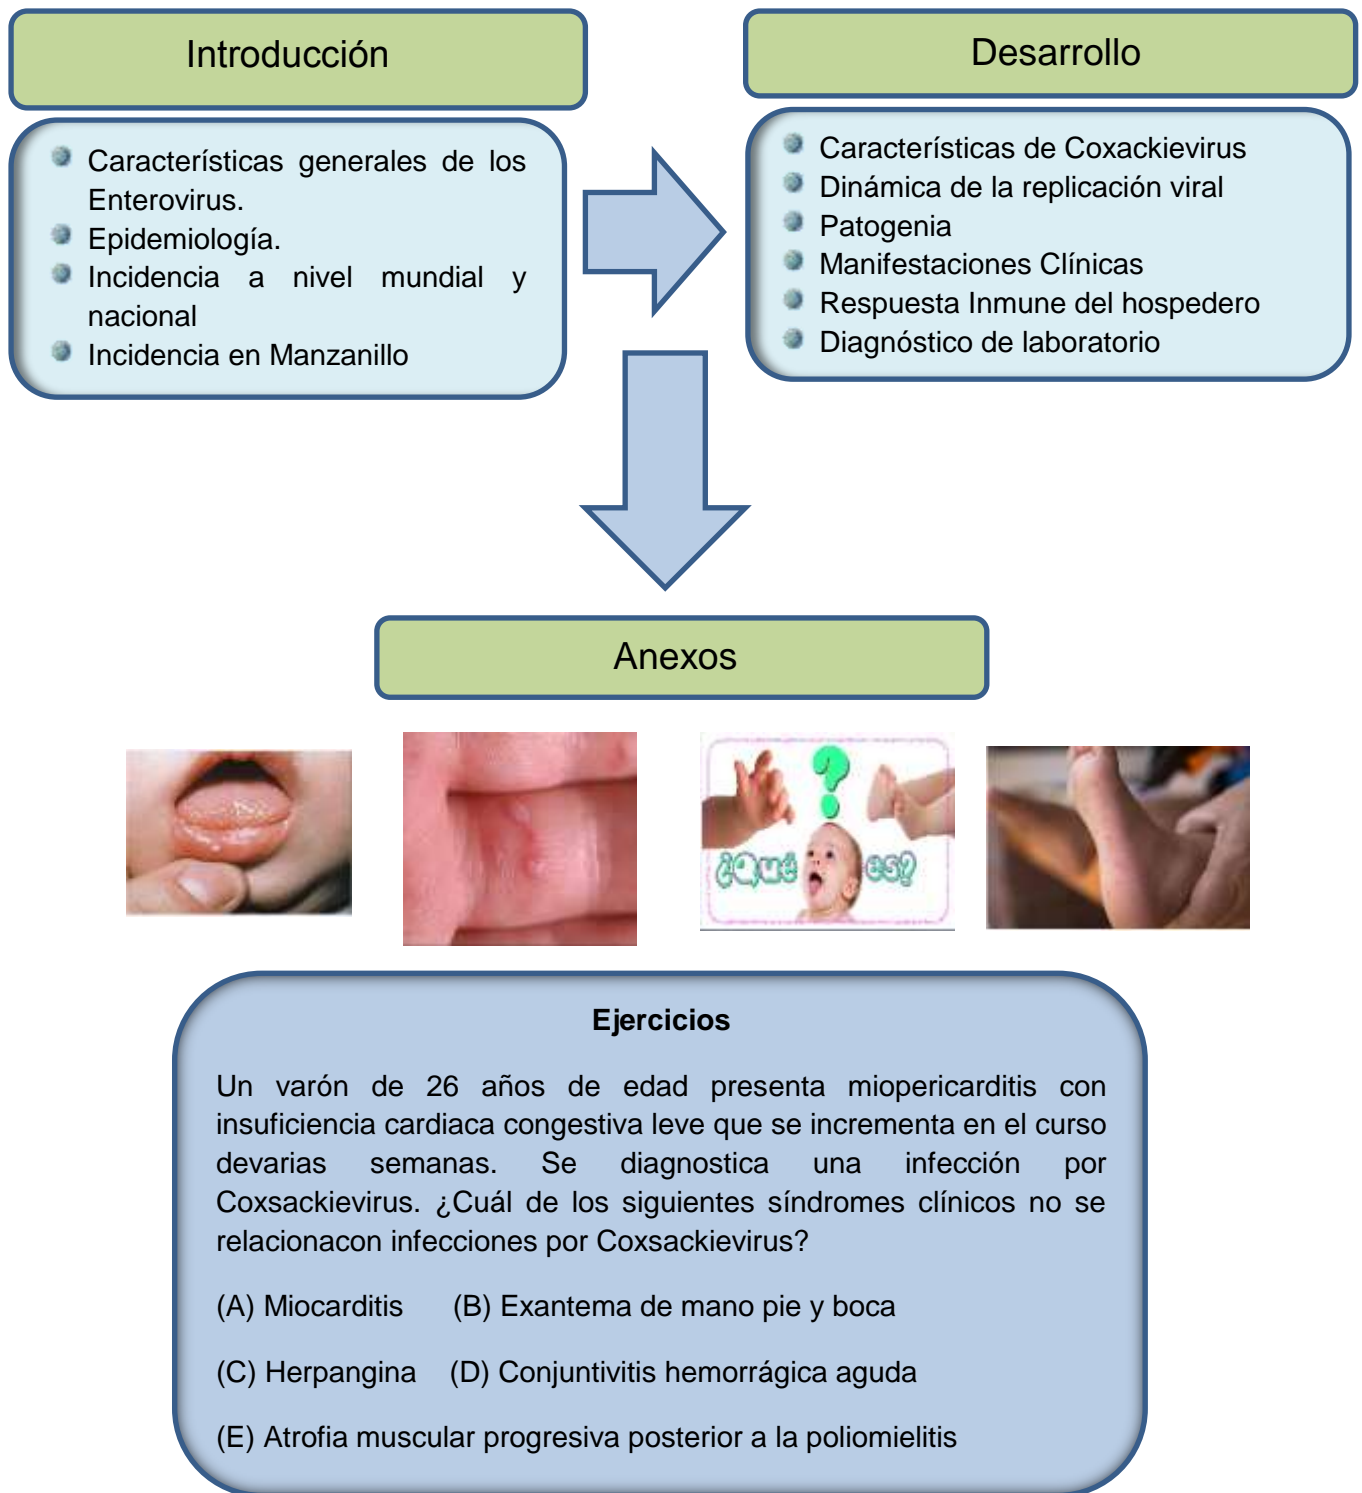 Introducción
Características generales de los
Enterovirus.
Epidemiología.
Incidencia a nivel mundial y
nacional
Incidencia en Manzanillo
Desarrollo
Características de Coxackievirus
Dinámica de la replicación viral
Patogenia
Manifestaciones Clínicas
Respuesta Inmune del hospedero
Diagnóstico de laboratorio
Anexos
?
¿Qué es?
Ejercicios
Un varón de 26 años de edad presenta miopericarditis con
insuficiencia cardiaca congestiva leve que se incrementa en el curso
devarias semanas. Se diagnostica una infección por
Coxsackievirus. ¿Cuál de los siguientes síndromes clínicos no se
relacionacon infecciones por Coxsackievirus?
(A) Miocarditis (B) Exantema de mano pie y boca
(C) Herpangina (D) Conjuntivitis hemorrágica aguda
(E) Atrofia muscular progresiva posterior a la poliomielitis